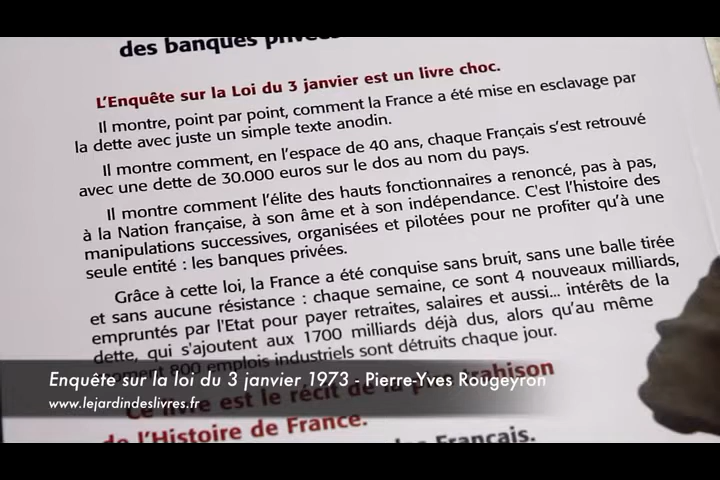 des banques privées
L'Enquête sur la Loi du 3 janvier est un livre choc.
Il montre, point par point, comment la France a été mise en esclavage par
la dette avec juste un simple texte anodin.
Il montre comment, en l'espace de 40 ans, chaque Français s'est retrouvé
avec une dette de 30.000 euros sur le dos au nom du pays.
Il montre comment l'élite des hauts fonctionnaires a renoncé, pas à pas,
à la Nation française, à son âme et à son indépendance. C'est l'histoire des
manipulations successives, organisées et pilotées pour ne profiter qu'à une
seule entité : les banques privées.
Grâce à cette loi, la France a été conquise sans bruit, sans une balle tirée
et sans aucune résistance : chaque semaine, ce sont 4 nouveaux milliards,
empruntés par l'Etat pour payer retraites, salaires et aussi... intérêts de la
dette, qui s'ajoutent aux 1700 milliards déjà dus, alors qu'au même
moment 800 emplois industriels sont détruits chaque jour.
Enquête sur la loi du 3 janvier 1973 - Pierre-Yves Rougeyron
www.lejardindeslivres.fr
Ce livre est le récit de la pire trahison
de l'Histoire de France.
Français.